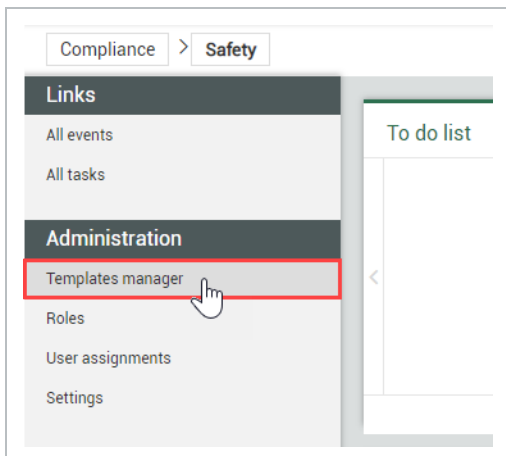 Compliance > Safety
Links
All events
To do list
All tasks
Administration
Templates manager
Roles
User assignments
Settings